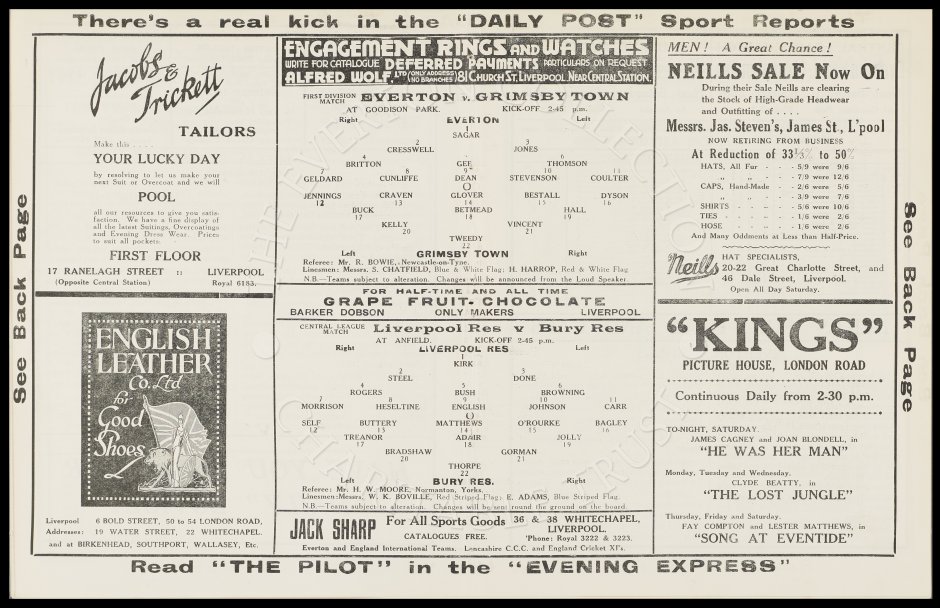 There's a real kick in the "DAILY POST" Sport Reports
See Back Page
Jacobs & Trickett
TAILORS
Make this ....
YOUR LUCKY DAY
by resolving to let us make your
next Suit or Overcoat and we will
POOL
all our resources to give you satis-
faction. We have a fine display of
all the latest Suitings, Overcoatings
and Evening Dress Wear. Prices
to suit all pockets.
FIRST FLOOR
17 RANELAGH STREET :: LIVERPOOL
(Opposite Central Station) Royal 6183.
ENGLISH
LEATHER
Co. Ltd
for
Good
Shoes
Liverpool 6 BOLD STREET, 50 to 54 LONDON ROAD,
Addresses: 19 WATER STREET, 22 WHITECHAPEL.
and at BIRKENHEAD, SOUTHPORT, WALLASEY, Etc.
ENGAGEMENT RINGS AND WATCHES
WRITE FOR CATALOGUE DEFERRED PAYMENTS PARTICULARS ON REQUEST
ALFRED WOLF, LTD (ONLY ADDRESS NO BRANCHES) 81 CHURCH ST. LIVERPOOL. NEAR CENTRAL STATION.
FIRST DIVISION MATCH EVERTON v. GRIMSBY TOWN
AT GOODISON PARK. KICK-OFF 2-45 p.m.
Right EVERTON Left
1
SAGAR
2 3
CRESSWELL JONES
4 5 6
BRITTON GEE THOMSON
7 8 9 10 11
GELDARD CUNLIFFE DEAN STEVENSON COULTER
O
JENNINGS CRAVEN GLOVER BESTALL DYSON
12 13 14 15 16
BUCK BETMEAD HALL
17 18 19
KELLY VINCENT
20 21
TWEEDY
22
Left GRIMSBY TOWN Right
Referee: Mr. R. BOWIE, Newcastle-on-Tyne.
Linesmen: Messrs. S. CHATFIELD, Blue & White Flag; H. HARROP, Red & White Flag
N.B.—Teams subject to alteration. Changes will be announced from the Loud Speaker.
FOR HALF-TIME AND ALL TIME
GRAPE FRUIT-CHOCOLATE
BARKER DOBSON ONLY MAKERS LIVERPOOL
CENTRAL LEAGUE MATCH Liverpool Res v Bury Res
AT ANFIELD. KICK-OFF 2-45 p.m.
Right LIVERPOOL RES Left
1
KIRK
2 3
STEEL DONE
4 5 6
ROGERS BUSH BROWNING
7 8 9 10 11
MORRISON HESELTINE ENGLISH JOHNSON CARR
O
SELF BUTTERY MATTHEWS O'ROURKE BAGLEY
12 13 14 15 16
TREANOR ADAIR JOLLY
17 18 19
BRADSHAW GORMAN
20 21
THORPE
22
Left BURY RES. Right
Referee: Mr. H. W. MOORE, Normanton, Yorks.
Linesmen: Messrs. W. K. BOVILLE, Red Striped Flag; E. ADAMS, Blue Striped Flag.
N.B.—Teams subject to alteration. Changes will be sent round the ground on the board.
JACK SHARP For All Sports Goods 36 & 38 WHITECHAPEL, LIVERPOOL.
CATALOGUES FREE. 'Phone: Royal 3222 & 3223.
Everton and England International Teams. Lancashire C.C.C. and England Cricket XI's.
MEN! A Great Chance!
NEILLS SALE Now On
During their Sale Neills are clearing
the Stock of High-Grade Headwear
and Outfitting of ....
Messrs. Jas. Steven's, James St., L'pool
NOW RETIRING FROM BUSINESS
At Reduction of 33⅓% to 50%
HATS, All Fur - - - 5/9 were 9/6
" " - - - 7/9 were 12/6
CAPS, Hand-Made - - 2/6 were 5/6
" " - - 3/9 were 7/6
SHIRTS - - - - 5/6 were 10/6
TIES - - - - 1/6 were 2/6
HOSE - - - - 1/6 were 2/6
And Many Oddments at Less than Half-Price.
Neills HAT SPECIALISTS,
20-22 Great Charlotte Street, and
46 Dale Street, Liverpool.
Open All Day Saturday.
"KINGS"
PICTURE HOUSE, LONDON ROAD
Continuous Daily from 2-30 p.m.
TO-NIGHT, SATURDAY.
JAMES CAGNEY and JOAN BLONDELL, in
"HE WAS HER MAN"
Monday, Tuesday and Wednesday,
CLYDE BEATTY, in
"THE LOST JUNGLE"
Thursday, Friday and Saturday.
FAY COMPTON and LESTER MATTHEWS, in
"SONG AT EVENTIDE"
See Back Page
Read "THE PILOT" in the "EVENING EXPRESS"